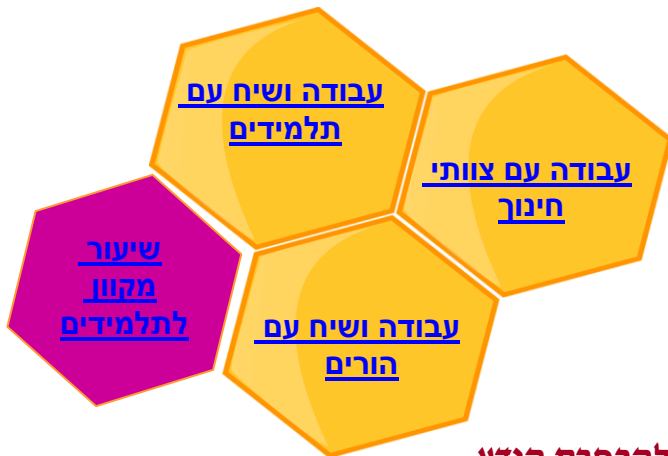 עבודה ושיח עם
תלמידים
עבודה עם צוותי
חינוך
שיעור
מקוון
לתלמידים
עבודה ושיח עם
הורים